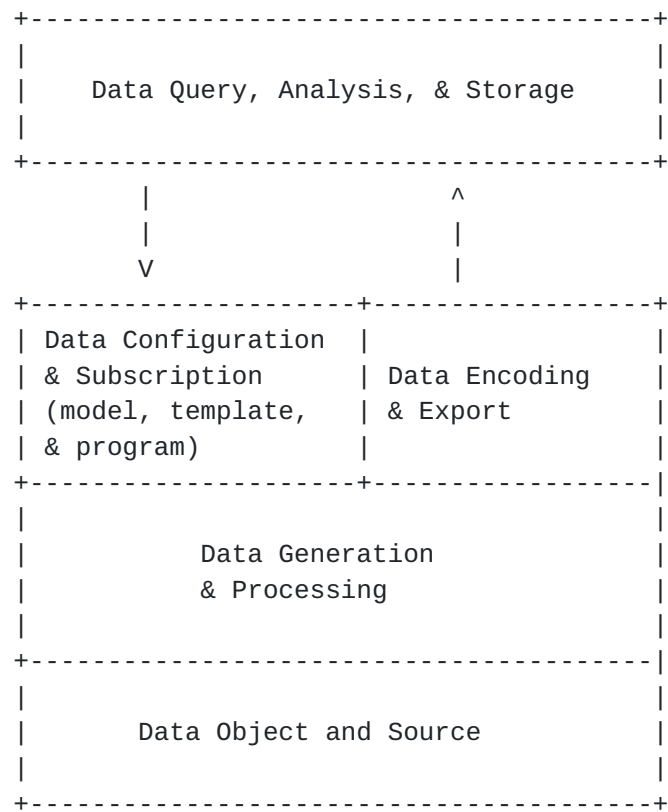 Data Query, Analysis, & Storage
Data Configuration
& Subscription
(model, template,
& program)
Data Encoding
& Export
Data Generation
& Processing
Data Object and Source